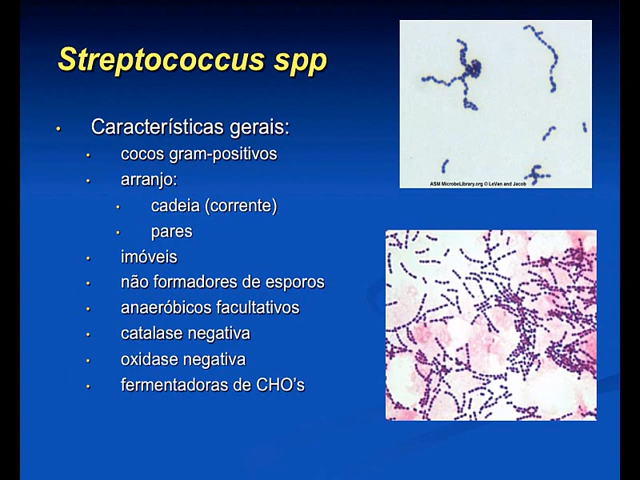 Streptococcus spp
• Características gerais:
• cocos gram-positivos
• arranjo:
• cadeia (corrente)
• pares
• imóveis
• não formadores de esporos
• anaeróbicos facultativos
• catalase negativa
• oxidase negativa
• fermentadoras de CHO's
ASM MicrobeLibrary.org © LeVan and Jacob